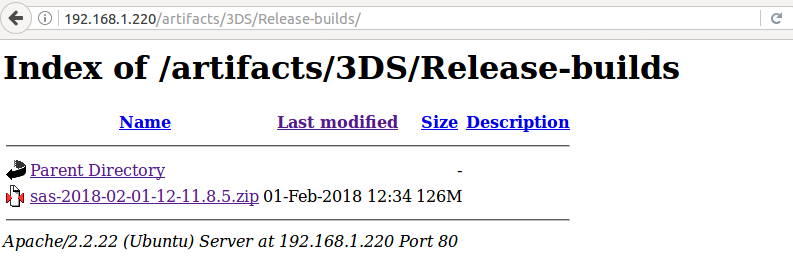 192.168.1.220/artifacts/3DS/Release-builds/
Index of /artifacts/3DS/Release-builds
Name Last modified Size Description
Parent Directory -
sas-2018-02-01-12-11.8.5.zip 01-Feb-2018 12:34 126M
Apache/2.2.22 (Ubuntu) Server at 192.168.1.220 Port 80